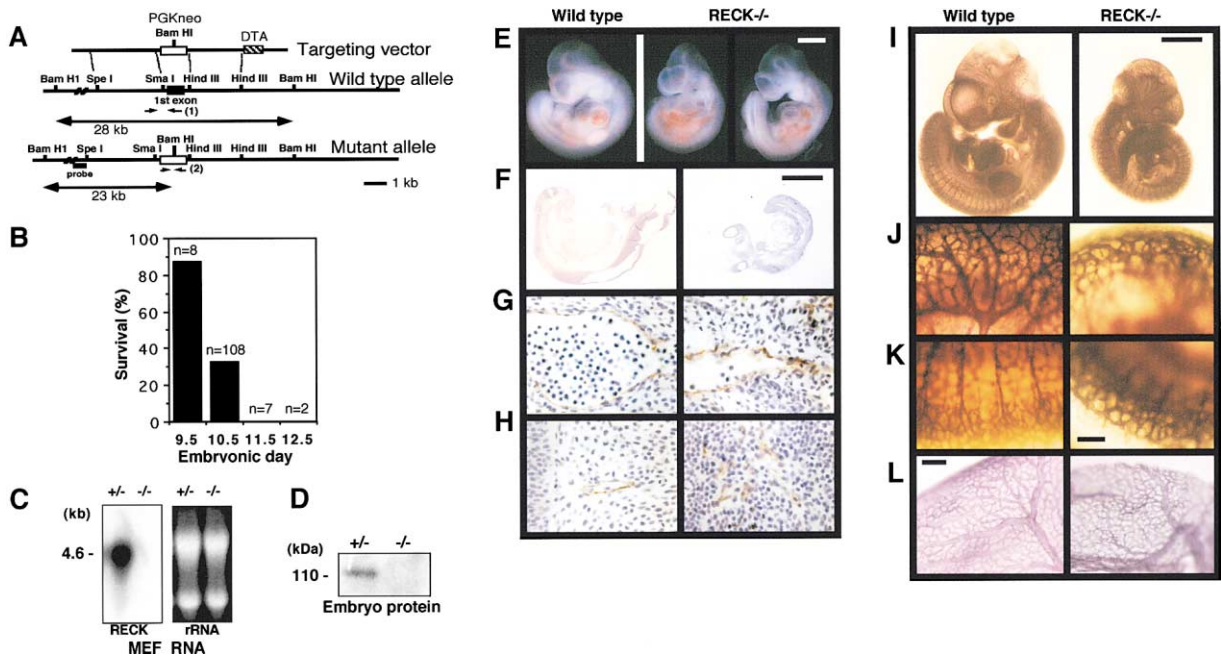 A
PGKneo
Bam HI
DTA
Targeting vector
Bam H1 Spe I Sma I Hind III Hind III Bam HI
Wild type allele
1st exon
(1)
28 kb
Bam HI
Bam H1 Spe I Sma I Hind III Hind III Bam HI
Mutant allele
probe
(2)
23 kb
1 kb
B
100
80
60
40
20
0
Survival (%)
n=8
n=108
n=7 n=2
9.5 10.5 11.5 12.5
Embrvonic day
C
+/- -/- +/- -/-
(kb)
4.6 -
RECK rRNA
MEF RNA
D
(kDa)
+/- -/-
110 -
Embryo protein
Wild type RECK-/-
E
F
G
H
Wild type RECK-/-
I
J
K
L